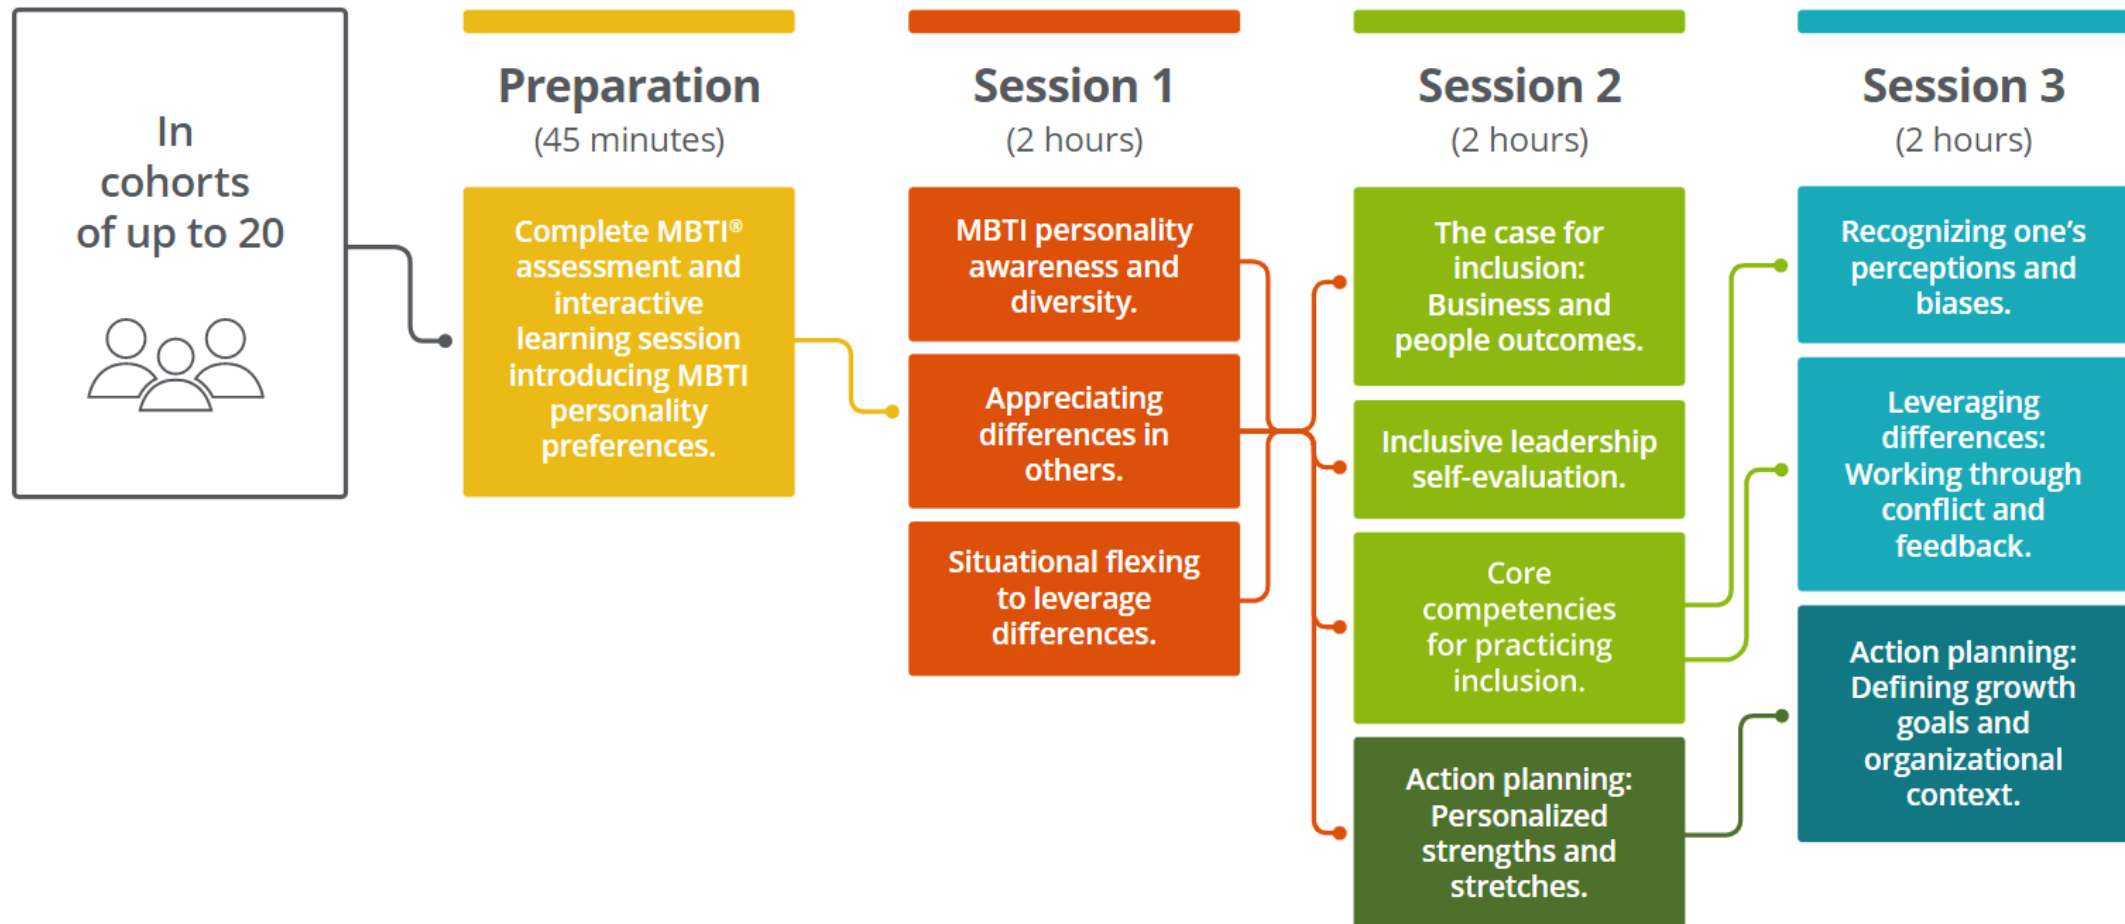 In
cohorts
of up to 20
Preparation
(45 minutes)
Complete MBTI®
assessment and
interactive
learning session
introducing MBTI
personality
preferences.
Session 1
(2 hours)
MBTI personality
awareness and
diversity.
Appreciating
differences in
others.
Situational flexing
to leverage
differences.
Session 2
(2 hours)
The case for
inclusion:
Business and
people outcomes.
Inclusive leadership
self-evaluation.
Core
competencies
for practicing
inclusion.
Action planning:
Personalized
strengths and
stretches.
Session 3
(2 hours)
Recognizing one’s
perceptions and
biases.
Leveraging
differences:
Working through
conflict and
feedback.
Action planning:
Defining growth
goals and
organizational
context.